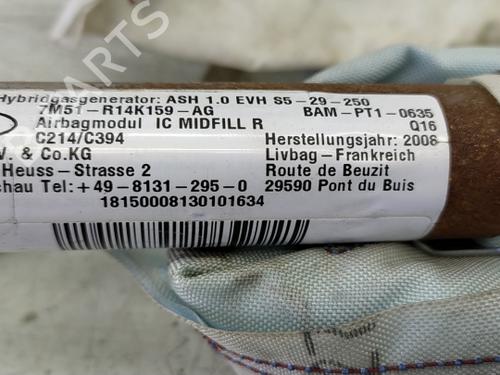 Hybridgasgenerator: ASH 1.0 EVH S5-29-250
7M51-R14K159-AG BAM-PT1-0635
Airbagmodul IC MIDFILL R Q16
C214/C394 Herstellungsjahr: 2008
V. & Co.KG Livbag-Frankreich
Heuss-Strasse 2 Route de Beuzit
Tel: +49-8131-295-0 29590 Pont du Buis
18150008130101634